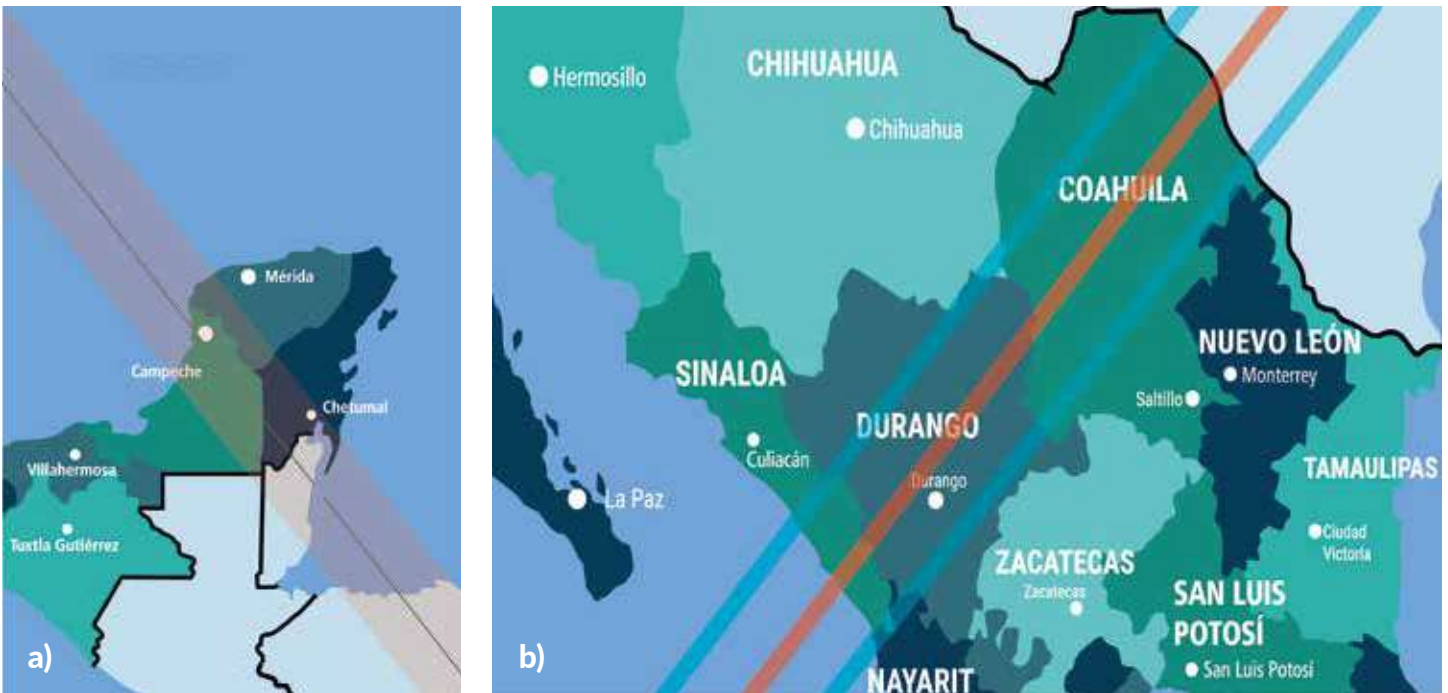 Mérida
Campeche
Chetumal
Villahermosa
Tuxtla Gutiérrez
a)
CHIHUAHUA
Hermosillo
Chihuahua
COAHUILA
NUEVO LEÓN
SINALOA
Monterrey
Saltillo
DURANGO
Culiacán
TAMAULIPAS
Durango
La Paz
Ciudad
Victoria
ZACATECAS
Zacatecas
SAN LUIS
POTOSÍ
San Luis Potosí
NAYARIT
b)